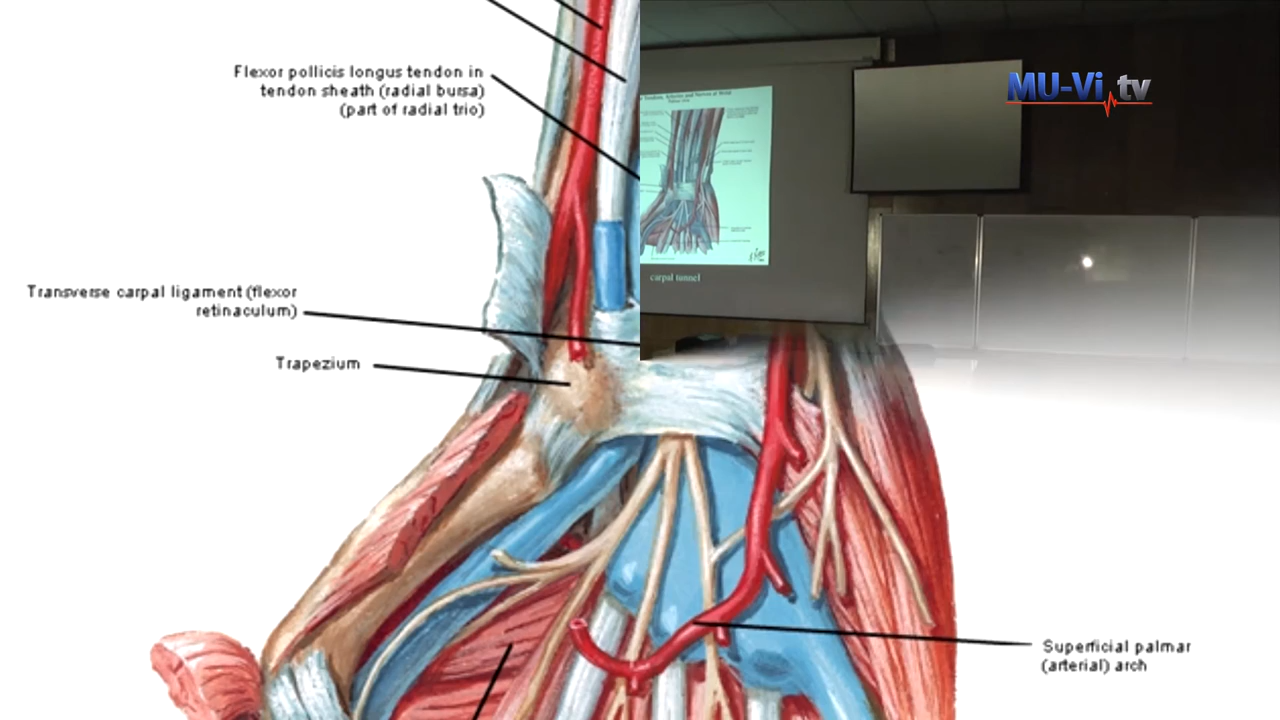 Flexor pollicis longus tendon in
tendon sheath (radial bursa)
(part of radial trio)
Transverse carpal ligament (flexor
retinaculum)
Trapezium
MU-Vi.tv
carpal tunnel
Superficial palmar
(arterial) arch